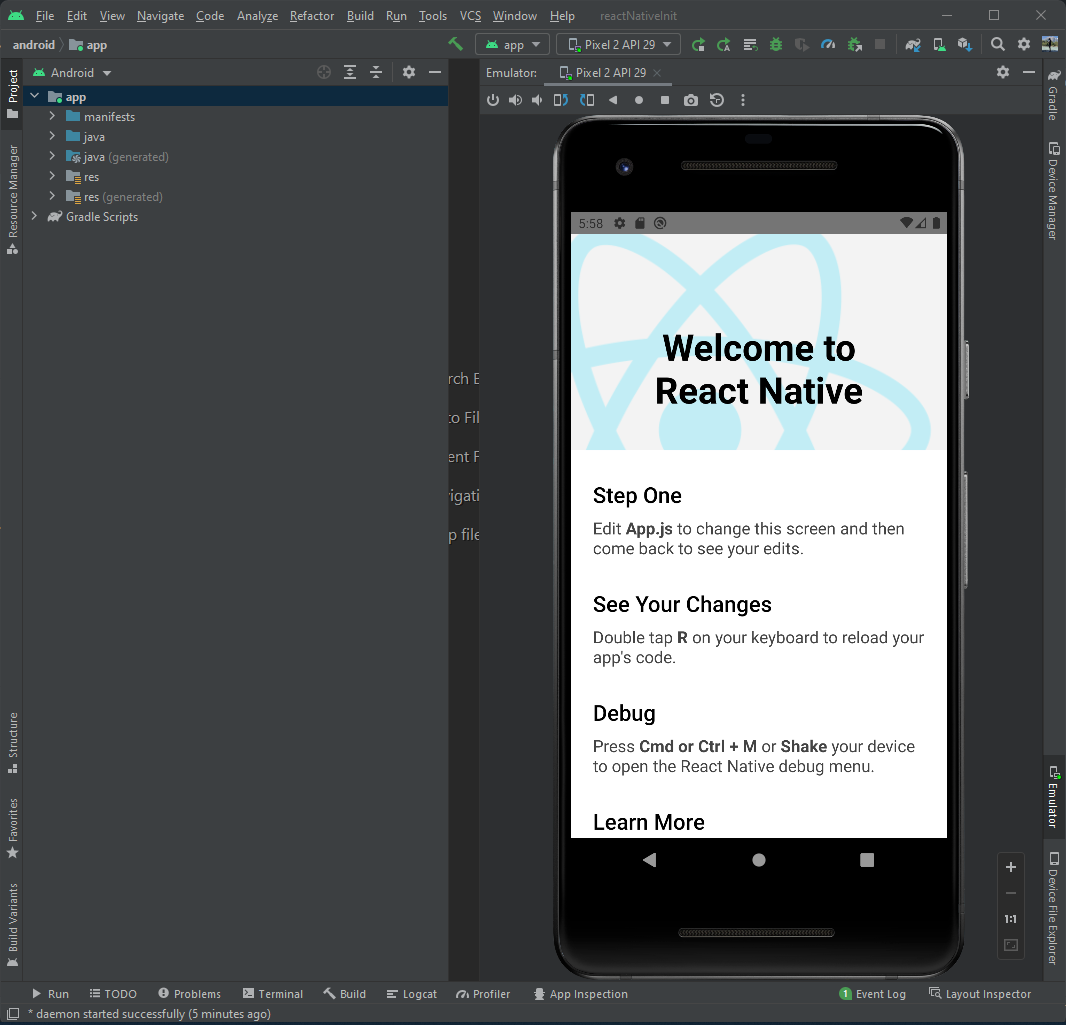 File Edit View Navigate Code Analyze Refactor Build Run Tools VCS Window Help reactNativeInit
android app
app
Pixel 2 API 29
Project
Resource Manager
Structure
Favorites
Build Variants
Android
app
manifests
java
java (generated)
res
res (generated)
Gradle Scripts
rch E
to Fil
ent F
rigati
p file
Emulator: Pixel 2 API 29
5:58
Welcome to
React Native
Step One
Edit App.js to change this screen and then
come back to see your edits.
See Your Changes
Double tap R on your keyboard to reload your
app's code.
Debug
Press Cmd or Ctrl + M or Shake your device
to open the React Native debug menu.
Learn More
1:1
Gradle
Device Manager
Emulator
Device File Explorer
Run TODO Problems Terminal Build Logcat Profiler App Inspection 1 Event Log Layout Inspector
* daemon started successfully (5 minutes ago)